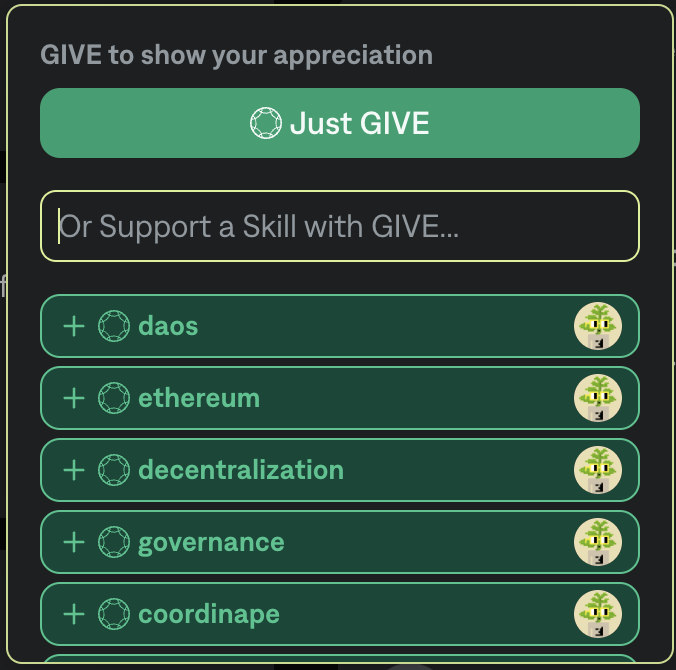 GIVE to show your appreciation
Just GIVE
Or Support a Skill with GIVE...
+ daos
+ ethereum
+ decentralization
+ governance
+ coordinape